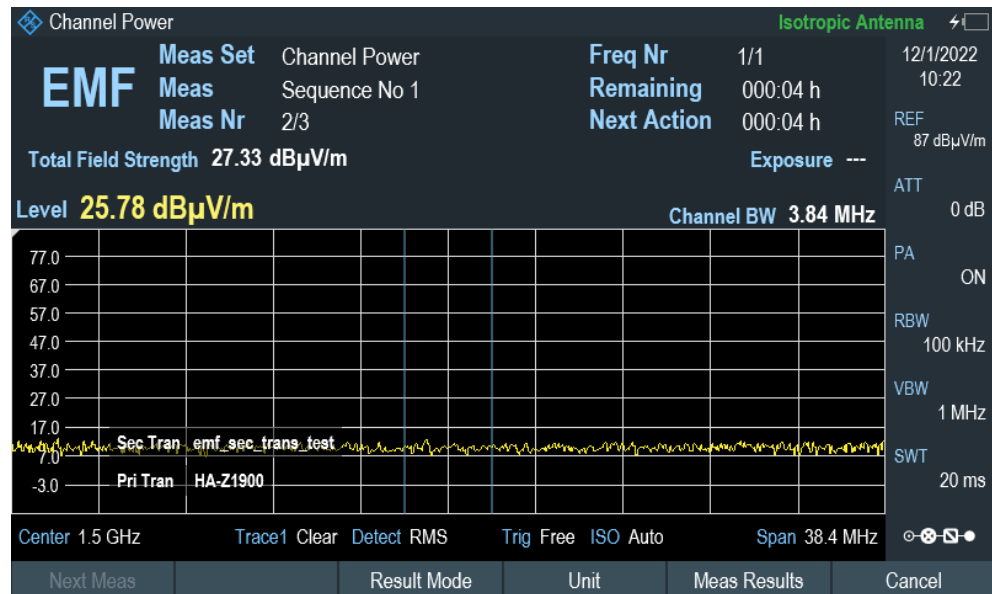 Channel Power Isotropic Antenna
Meas Set Channel Power Freq Nr 1/1 12/1/2022
EMF Meas Sequence No 1 Remaining 000:04 h 10:22
Meas Nr 2/3 Next Action 000:04 h
REF
87 dBµV/m
Total Field Strength 27.33 dBµV/m Exposure ---
ATT
0 dB
Level 25.78 dBµV/m Channel BW 3.84 MHz
PA
ON
77.0
67.0
57.0
RBW
47.0
100 kHz
37.0
VBW
27.0
1 MHz
17.0
Sec Tran emf_sec_trans_test
7.0
SWT
Pri Tran HA-Z1900
20 ms
-3.0
Center 1.5 GHz Trace1 Clear Detect RMS Trig Free ISO Auto Span 38.4 MHz
Next Meas Result Mode Unit Meas Results Cancel